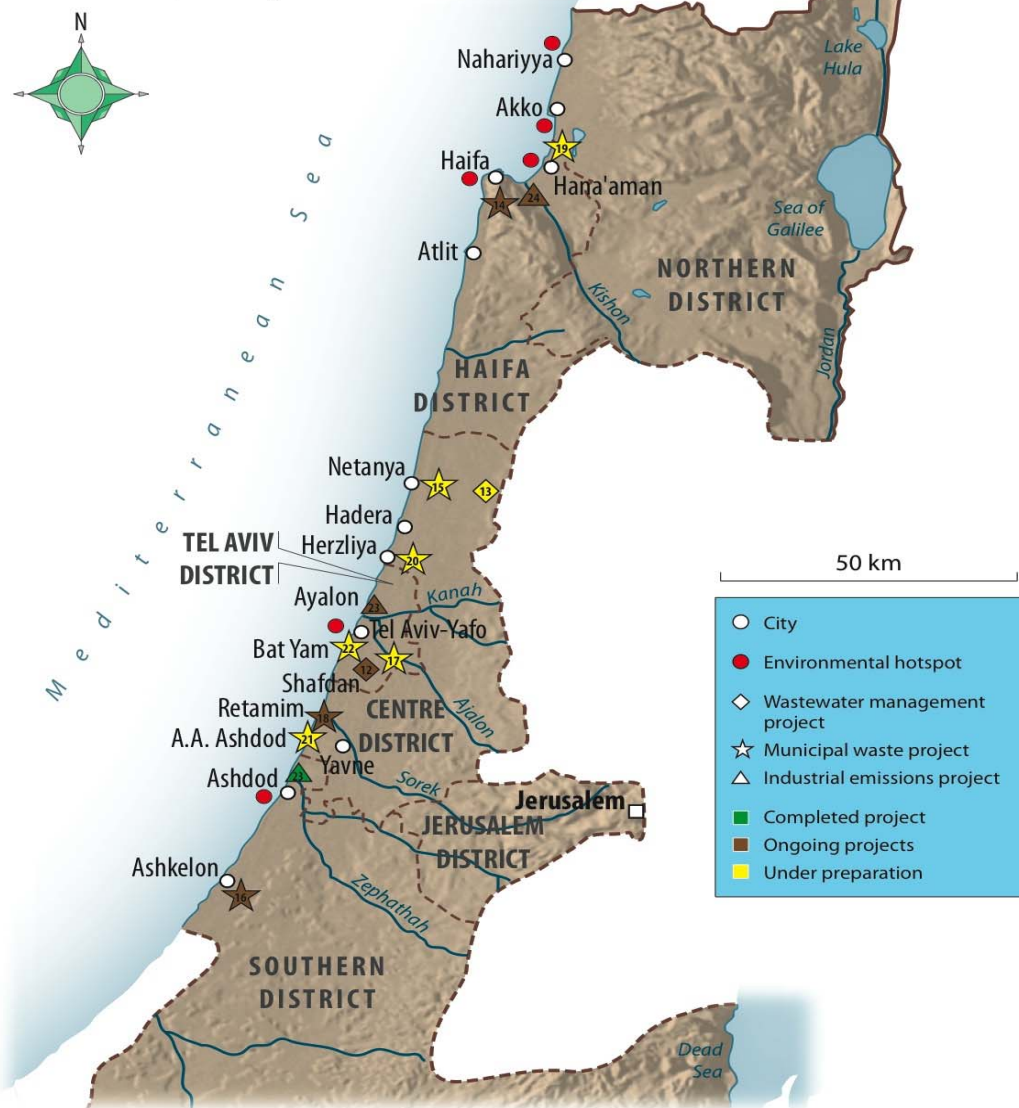 N
Mediterranean Sea
Nahariyya
Akko
Haifa
19
Hana'aman
14
24
Atlit
Lake
Hula
Sea of
Galilee
NORTHERN
DISTRICT
Kishon
Jordan
HAIFA
DISTRICT
Netanya
15
13
Hadera
Herzliya
20
TEL AVIV
DISTRICT
Ayalon
23
Kanah
Tel Aviv-Yafo
Bat Yam
22
17
12
Shafdan
Retamim
18
CENTRE
DISTRICT
Ajalon
A.A. Ashdod
21
Yavne
Ashdod
23
Sorek
Jerusalem
JERUSALEM
DISTRICT
Ashkelon
16
Zephathah
SOUTHERN
DISTRICT
Dead
Sea
50 km
City
Environmental hotspot
Wastewater management
project
Municipal waste project
Industrial emissions project
Completed project
Ongoing projects
Under preparation